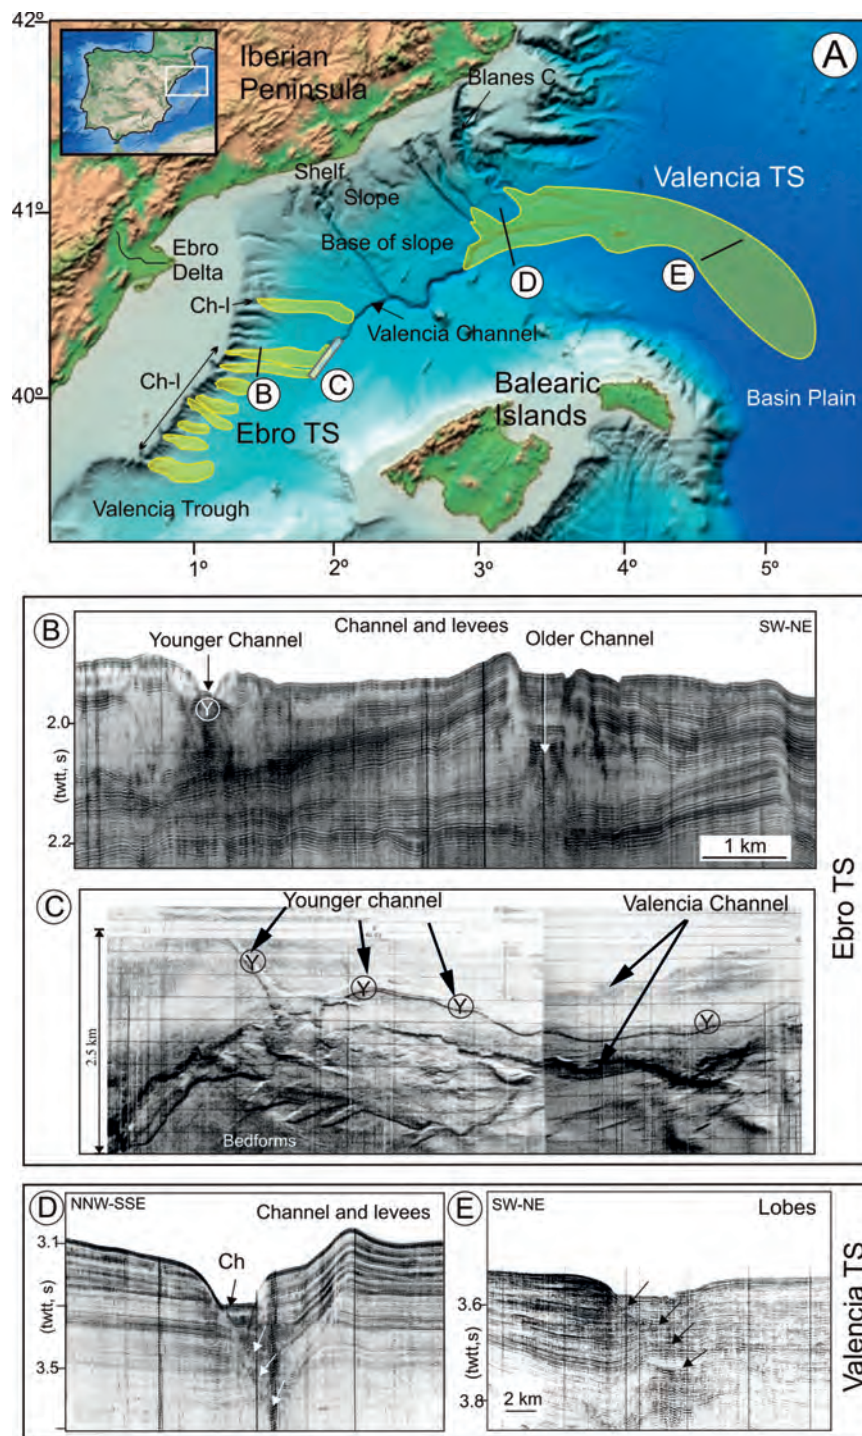 42º
41º
40º
A
Iberian
Peninsula
Blanes C
Shelf
Slope
Base of slope
Valencia TS
Ebro
Delta
Ch-I
Valencia Channel
D
E
Ch-I
B
C
Ebro TS
Balearic
Islands
Basin Plain
Valencia Trough
1º
2º
3º
4º
5º
B
Younger Channel
Channel and levees
Older Channel
SW-NE
Y
2.0
(twtt, s)
2.2
1 km
C
Younger channel
Valencia Channel
Y
Y
Y
Y
2.5 km
Bedforms
Ebro TS
D
NNW-SSE
Channel and levees
3.1
Ch
(twtt, s)
3.5
E
SW-NE
Lobes
3.6
(twtt,s)
3.8
2 km
Valencia TS